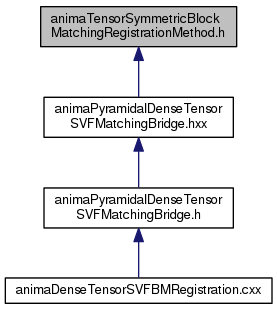 animaTensorSymmetricBlock
MatchingRegistrationMethod.h
animaPyramidalDenseTensor
SVFMatchingBridge.hxx
animaPyramidalDenseTensor
SVFMatchingBridge.h
animaDenseTensorSVFBMRegistration.cxx